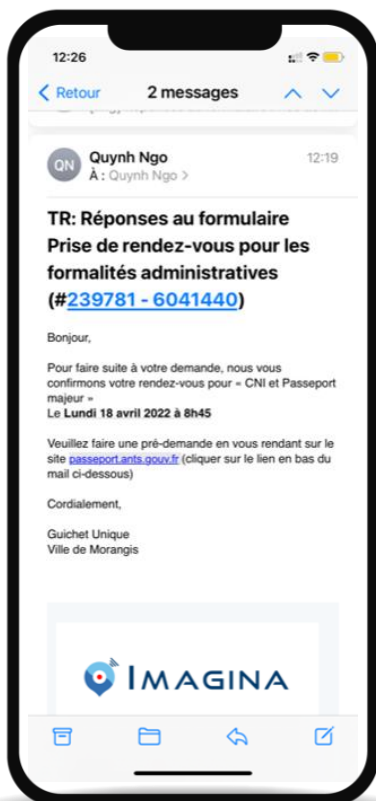 12:26
Retour
2 messages
QN
Quynh Ngo
12:19
À : Quynh Ngo >
TR: Réponses au formulaire
Prise de rendez-vous pour les
formalités administratives
(#239781 - 6041440)
Bonjour,
Pour faire suite à votre demande, nous vous
confirmons votre rendez-vous pour « CNI et Passeport
majeur »
Le Lundi 18 avril 2022 à 8h45
Veuillez faire une pré-demande en vous rendant sur le
site passeport.ants.gouv.fr (cliquer sur le lien en bas du
mail ci-dessous)
Cordialement,
Guichet Unique
Ville de Morangis
IMAGINA